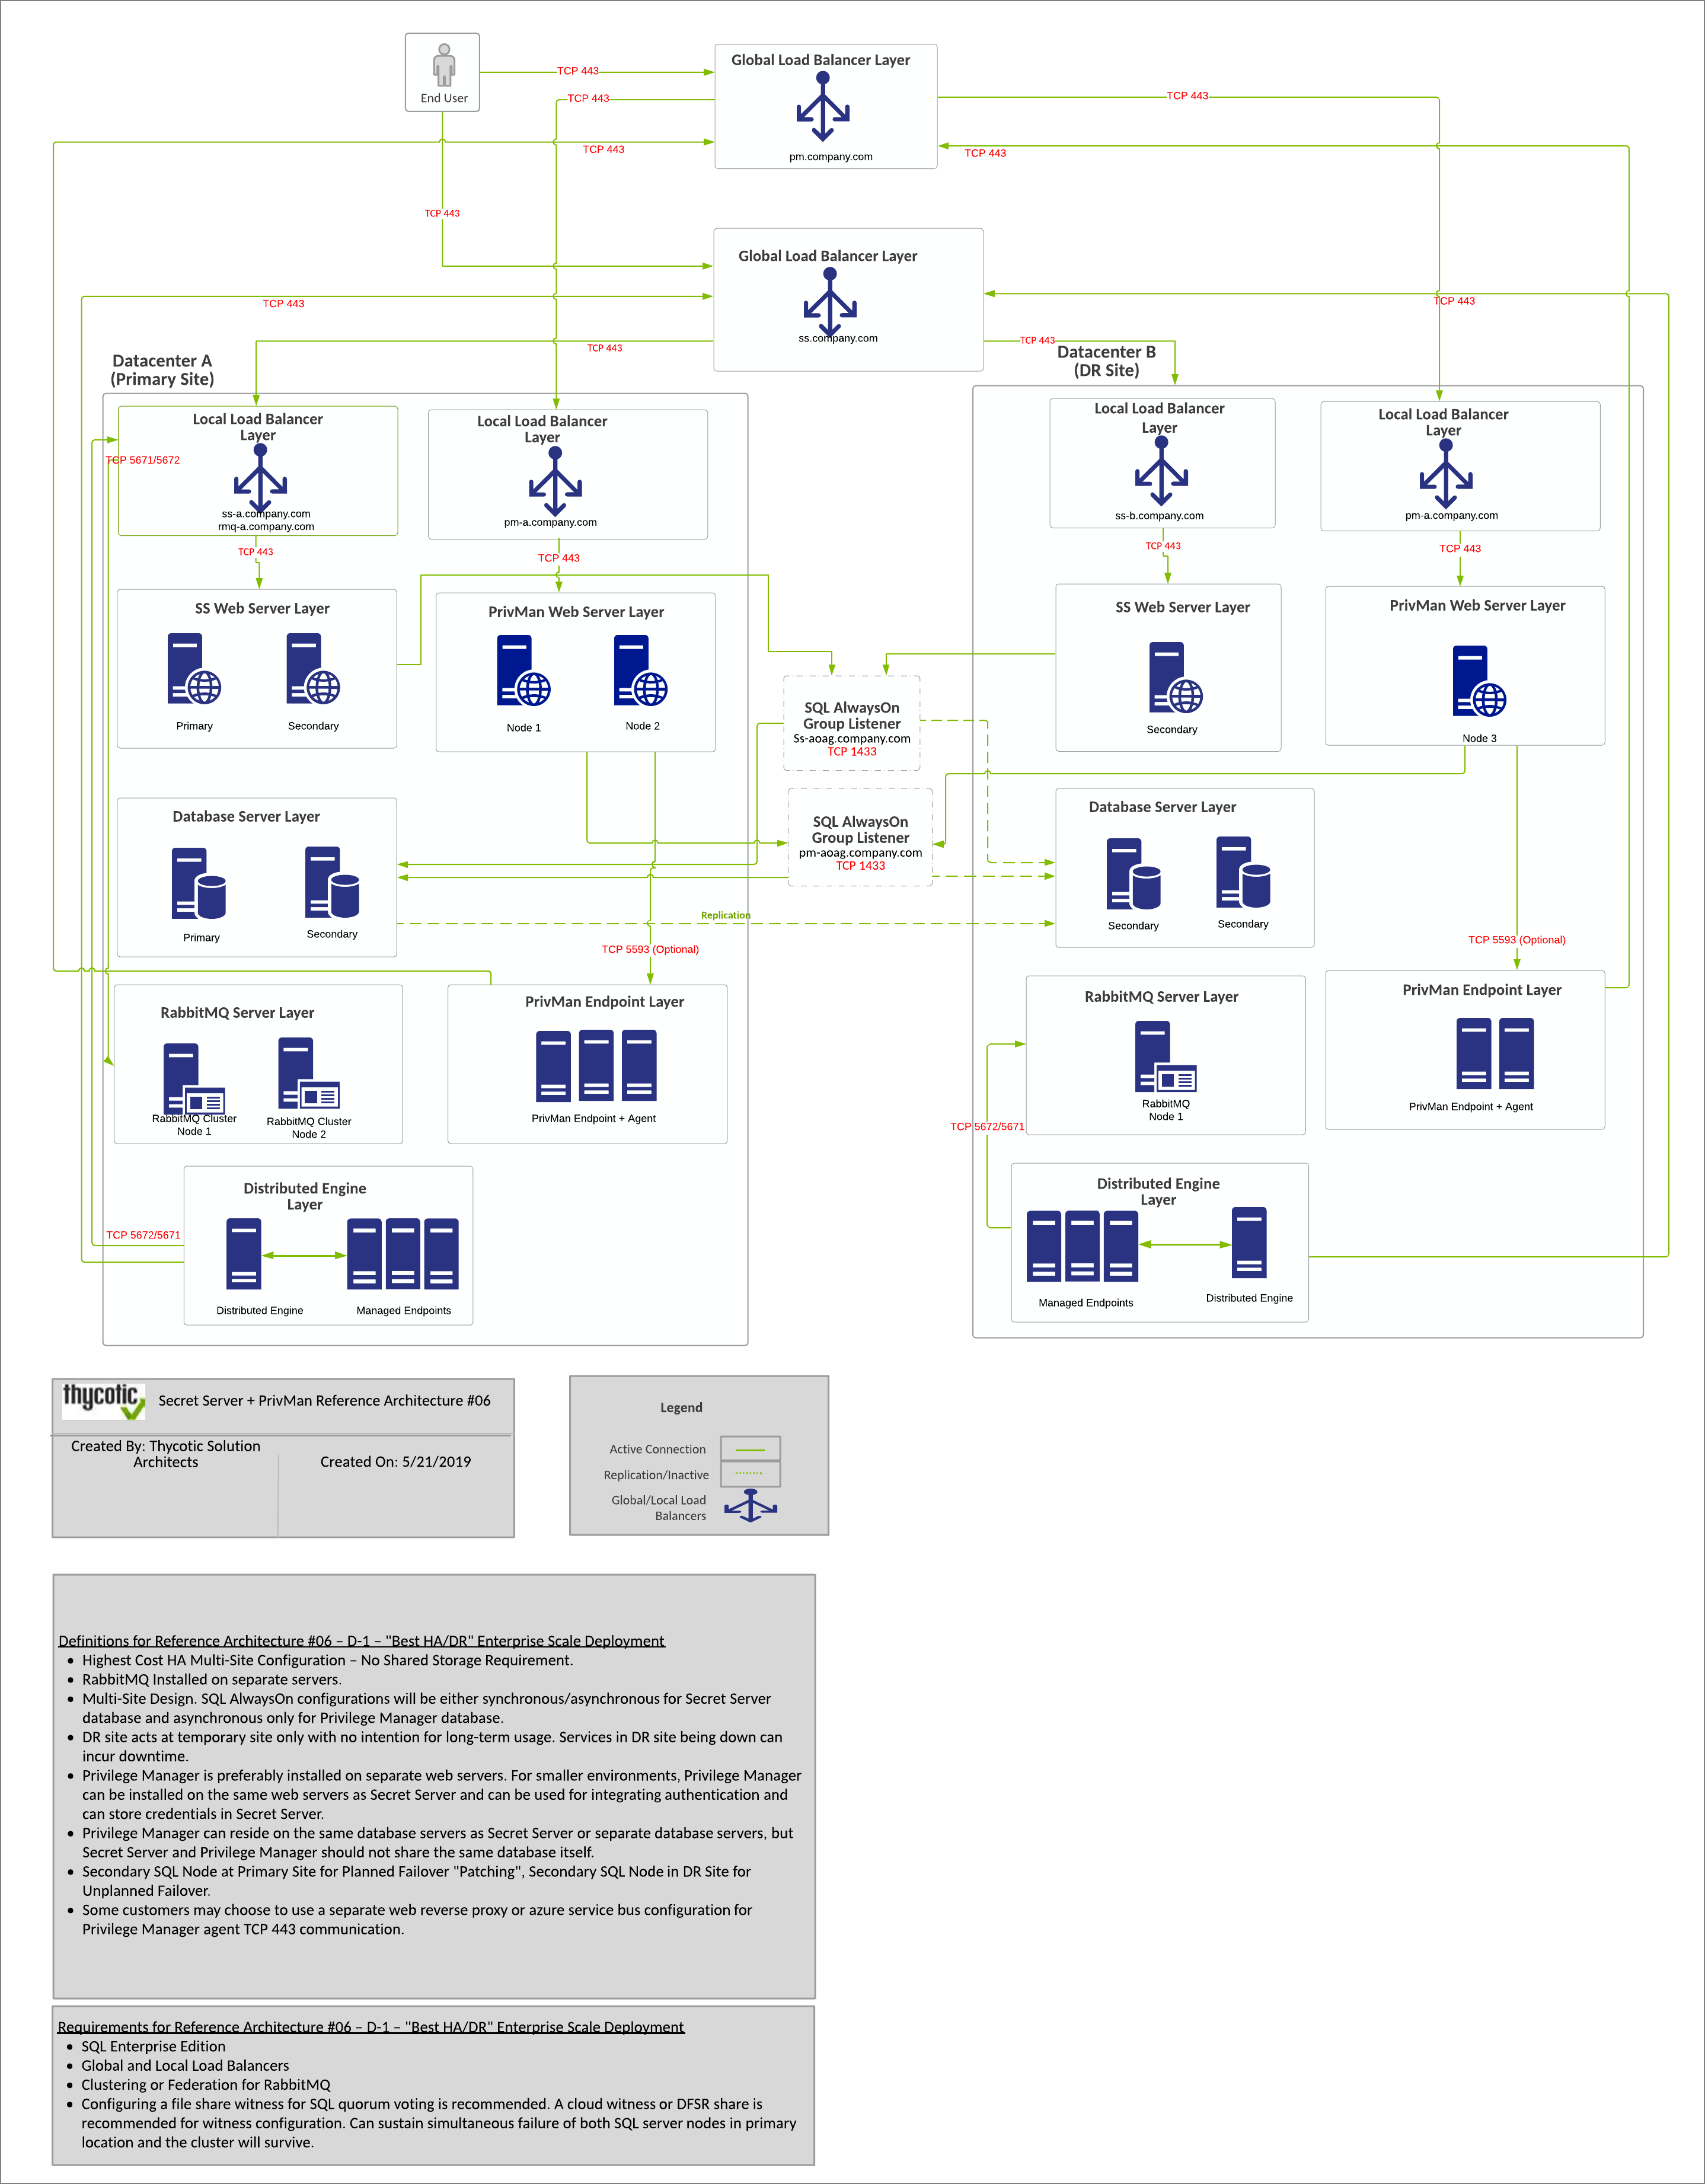 End User
Global Load Balancer Layer
pm.company.com
TCP 443
TCP 443
TCP 443
TCP 443
TCP 443
TCP 443
Global Load Balancer Layer
ss.company.com
TCP 443
TCP 443
TCP 443
TCP 443
Datacenter A
(Primary Site)
Datacenter B
(DR Site)
Local Load Balancer
Layer
ss-a.company.com
rmq-a.company.com
TCP 5671/5672
Local Load Balancer
Layer
pm-a.company.com
Local Load Balancer
Layer
ss-b.company.com
Local Load Balancer
Layer
pm-a.company.com
TCP 443
TCP 443
TCP 443
TCP 443
SS Web Server Layer
Primary
Secondary
PrivMan Web Server Layer
Node 1
Node 2
SQL AlwaysOn
Group Listener
Ss-aoag.company.com
TCP 1433
SS Web Server Layer
Secondary
PrivMan Web Server Layer
Node 3
Database Server Layer
Primary
Secondary
SQL AlwaysOn
Group Listener
pm-aoag.company.com
TCP 1433
Database Server Layer
Secondary
Secondary
Replication
TCP 5593 (Optional)
TCP 5593 (Optional)
RabbitMQ Server Layer
RabbitMQ Cluster
Node 1
RabbitMQ Cluster
Node 2
PrivMan Endpoint Layer
PrivMan Endpoint + Agent
RabbitMQ Server Layer
RabbitMQ
Node 1
PrivMan Endpoint Layer
PrivMan Endpoint + Agent
TCP 5672/5671
Distributed Engine
Layer
Distributed Engine
Managed Endpoints
TCP 5672/5671
Distributed Engine
Layer
Managed Endpoints
Distributed Engine
thycotic
Secret Server + PrivMan Reference Architecture #06
Created By: Thycotic Solution
Architects
Created On: 5/21/2019
Legend
Active Connection
Replication/Inactive
Global/Local Load
Balancers
Definitions for Reference Architecture #06 – D-1 – "Best HA/DR" Enterprise Scale Deployment
• Highest Cost HA Multi-Site Configuration – No Shared Storage Requirement.
• RabbitMQ Installed on separate servers.
• Multi-Site Design. SQL AlwaysOn configurations will be either synchronous/asynchronous for Secret Server
database and asynchronous only for Privilege Manager database.
• DR site acts at temporary site only with no intention for long-term usage. Services in DR site being down can
incur downtime.
• Privilege Manager is preferably installed on separate web servers. For smaller environments, Privilege Manager
can be installed on the same web servers as Secret Server and can be used for integrating authentication and
can store credentials in Secret Server.
• Privilege Manager can reside on the same database servers as Secret Server or separate database servers, but
Secret Server and Privilege Manager should not share the same database itself.
• Secondary SQL Node at Primary Site for Planned Failover "Patching", Secondary SQL Node in DR Site for
Unplanned Failover.
• Some customers may choose to use a separate web reverse proxy or azure service bus configuration for
Privilege Manager agent TCP 443 communication.
Requirements for Reference Architecture #06 – D-1 – "Best HA/DR" Enterprise Scale Deployment
• SQL Enterprise Edition
• Global and Local Load Balancers
• Clustering or Federation for RabbitMQ
• Configuring a file share witness for SQL quorum voting is recommended. A cloud witness or DFSR share is
recommended for witness configuration. Can sustain simultaneous failure of both SQL server nodes in primary
location and the cluster will survive.